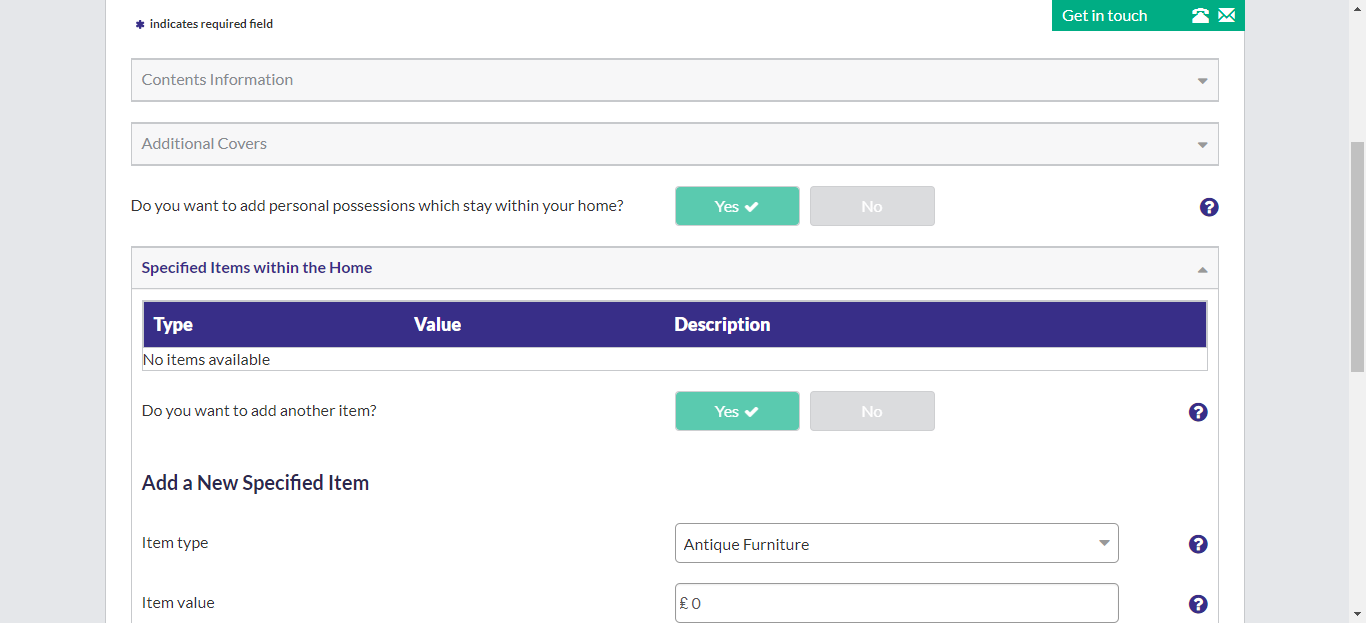 Get in touch
✱ indicates required field
Contents Information
Additional Covers
Do you want to add personal possessions which stay within your home? Yes ✔ No ?
Specified Items within the Home
Type Value Description
No items available
Do you want to add another item? Yes ✔ No ?
Add a New Specified Item
Item type Antique Furniture ?
Item value £ 0 ?